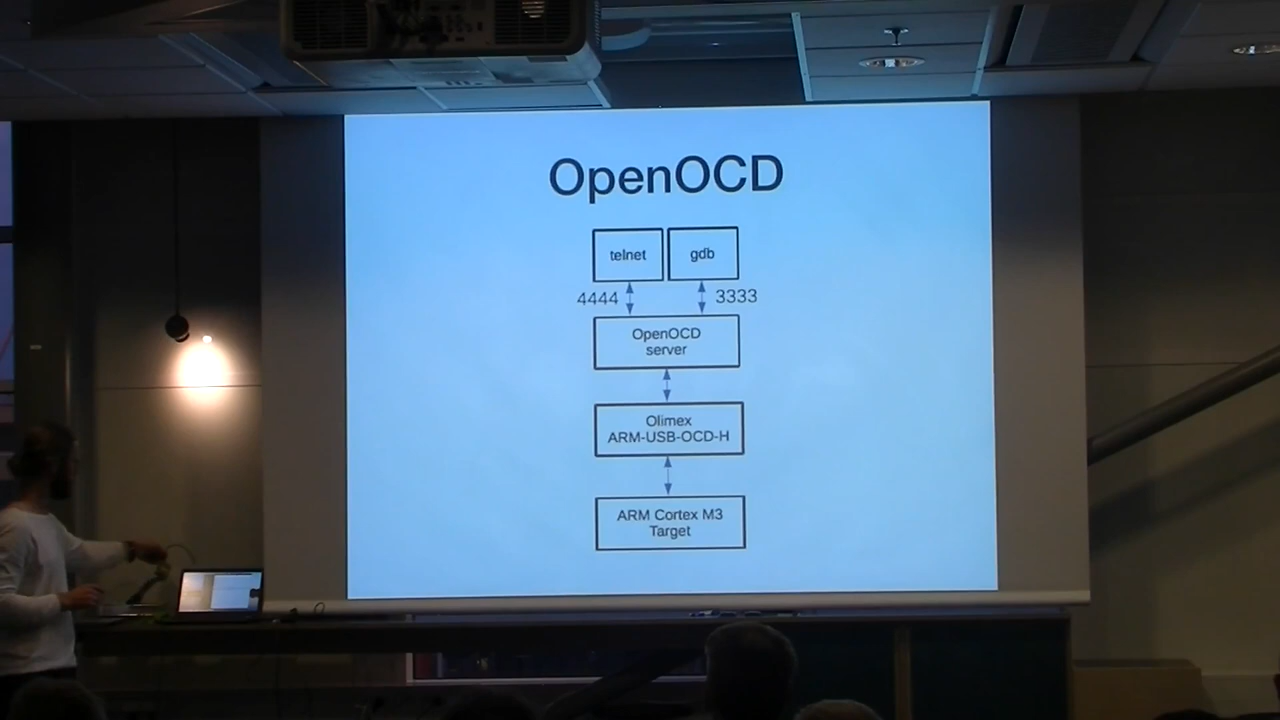 OpenOCD
telnet
gdb
4444
3333
OpenOCD
server
Olimex
ARM-USB-OCD-H
ARM Cortex M3
Target